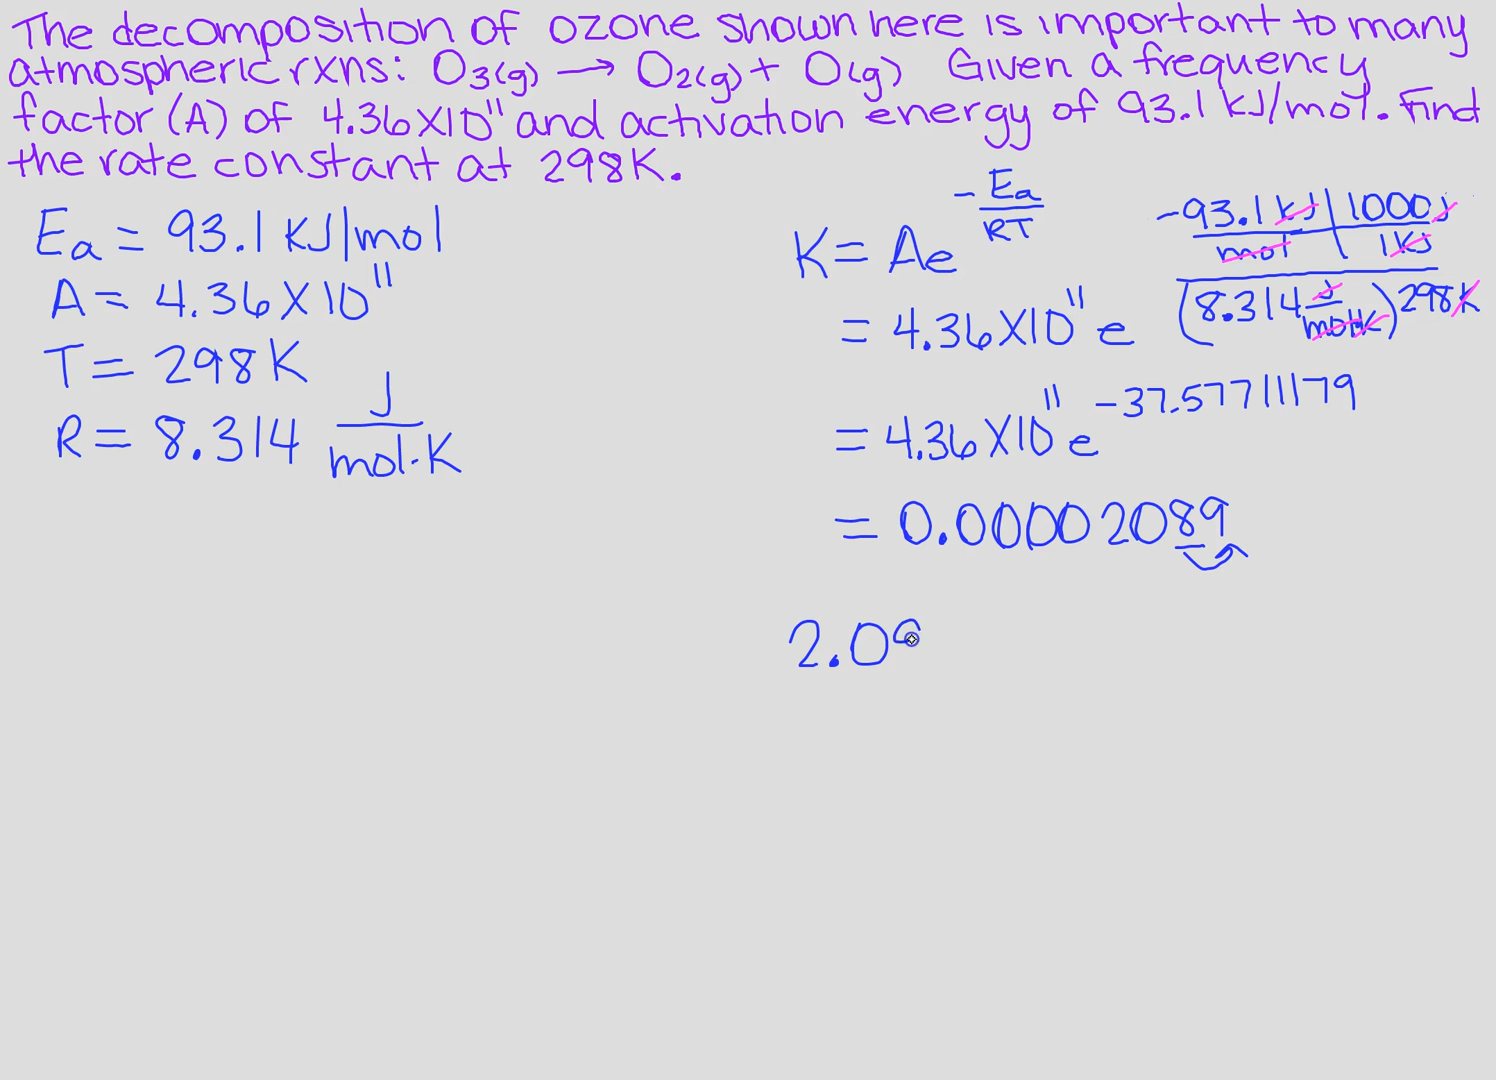 The decomposition of ozone shown here is important to many
atmospheric rxns: O₃(g) → O₂(g) + O(g) Given a frequency
factor (A) of 4.36X10¹¹ and activation energy of 93.1 kJ/mol. Find
the rate constant at 298K.
Ea = 93.1 KJ/mol
A = 4.36X10¹¹
T = 298K
R = 8.314 J/mol·K
K = Ae^(-Ea/RT)
= 4.36X10¹¹ e^((-93.1 kJ/mol | 1000J/1KJ)/((8.314 J/mol·K)298K))
= 4.36X10¹¹ e^(-37.57711179)
= 0.00002089
2.0